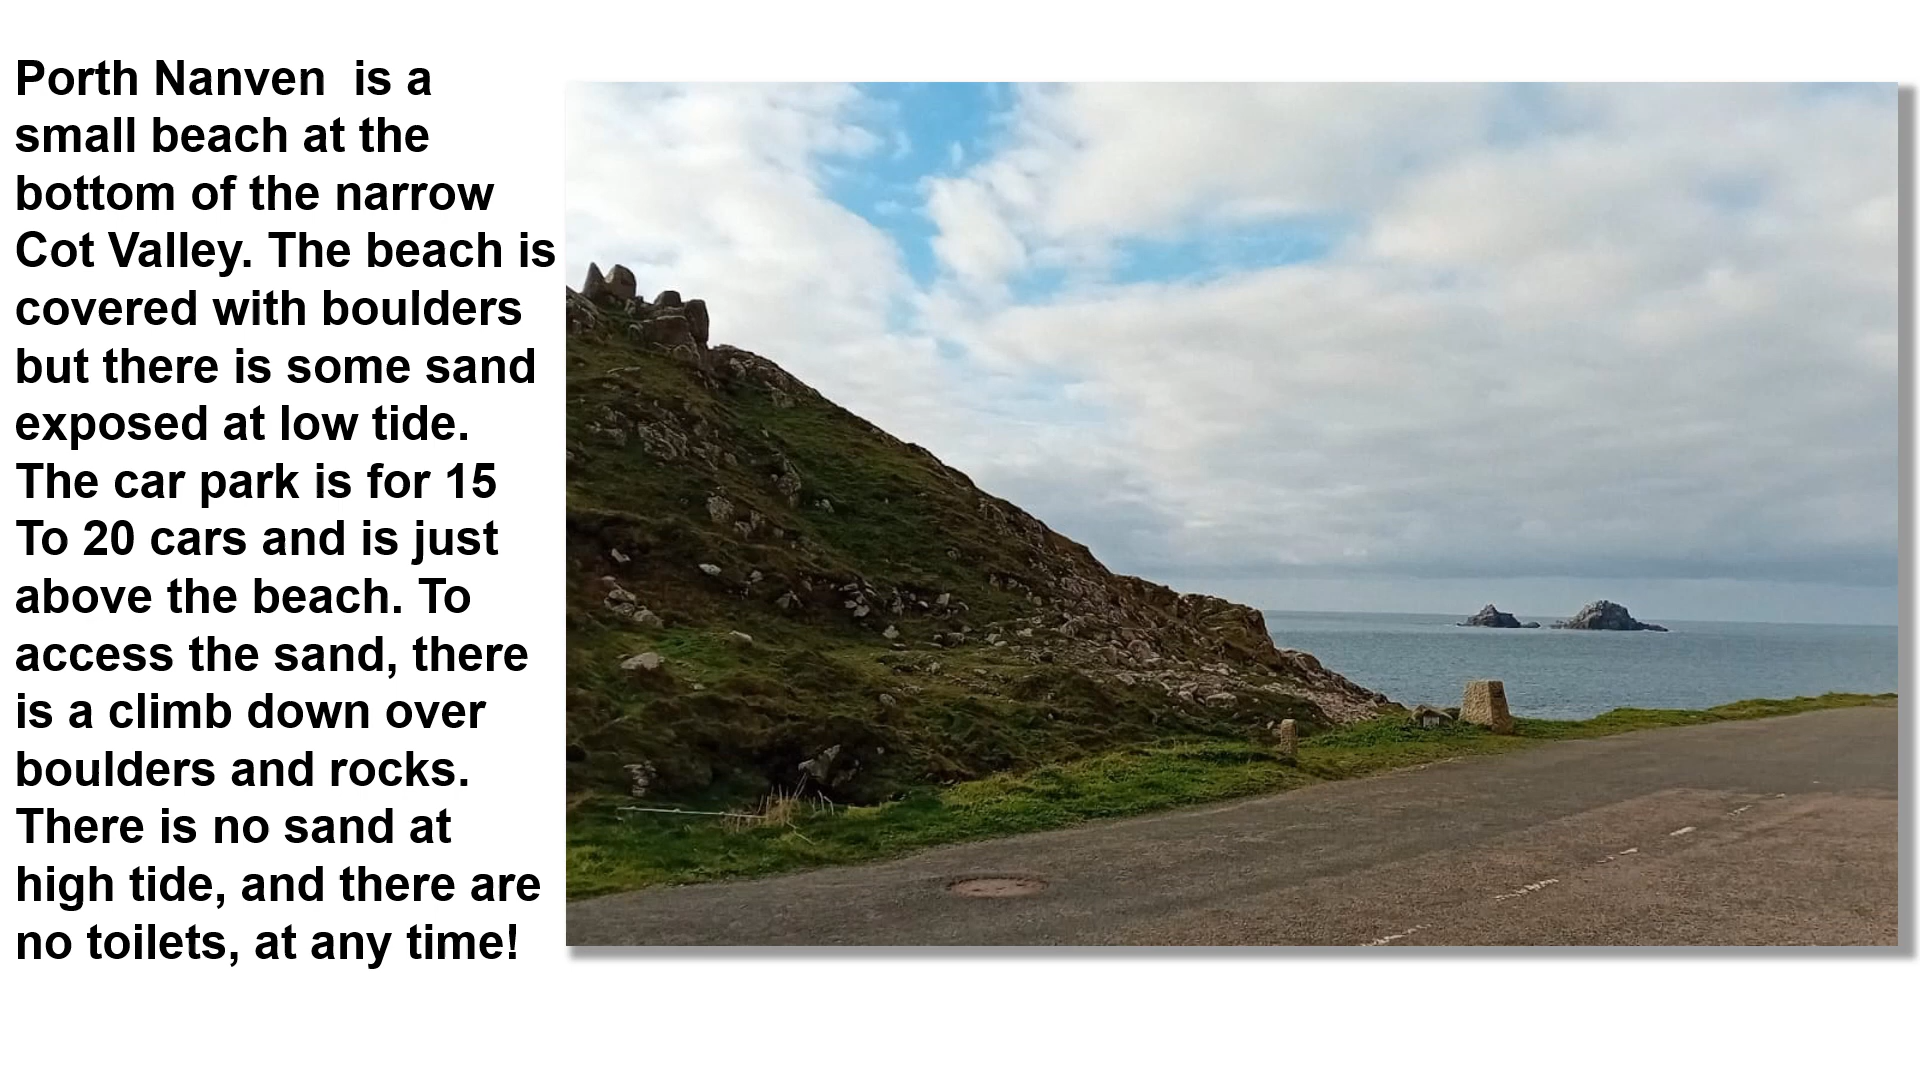 Porth Nanven  is a
small beach at the
bottom of the narrow
Cot Valley. The beach is
covered with boulders
but there is some sand
exposed at low tide.
The car park is for 15
To 20 cars and is just
above the beach. To
access the sand, there
is a climb down over
boulders and rocks.
There is no sand at
high tide, and there are
no toilets, at any time!